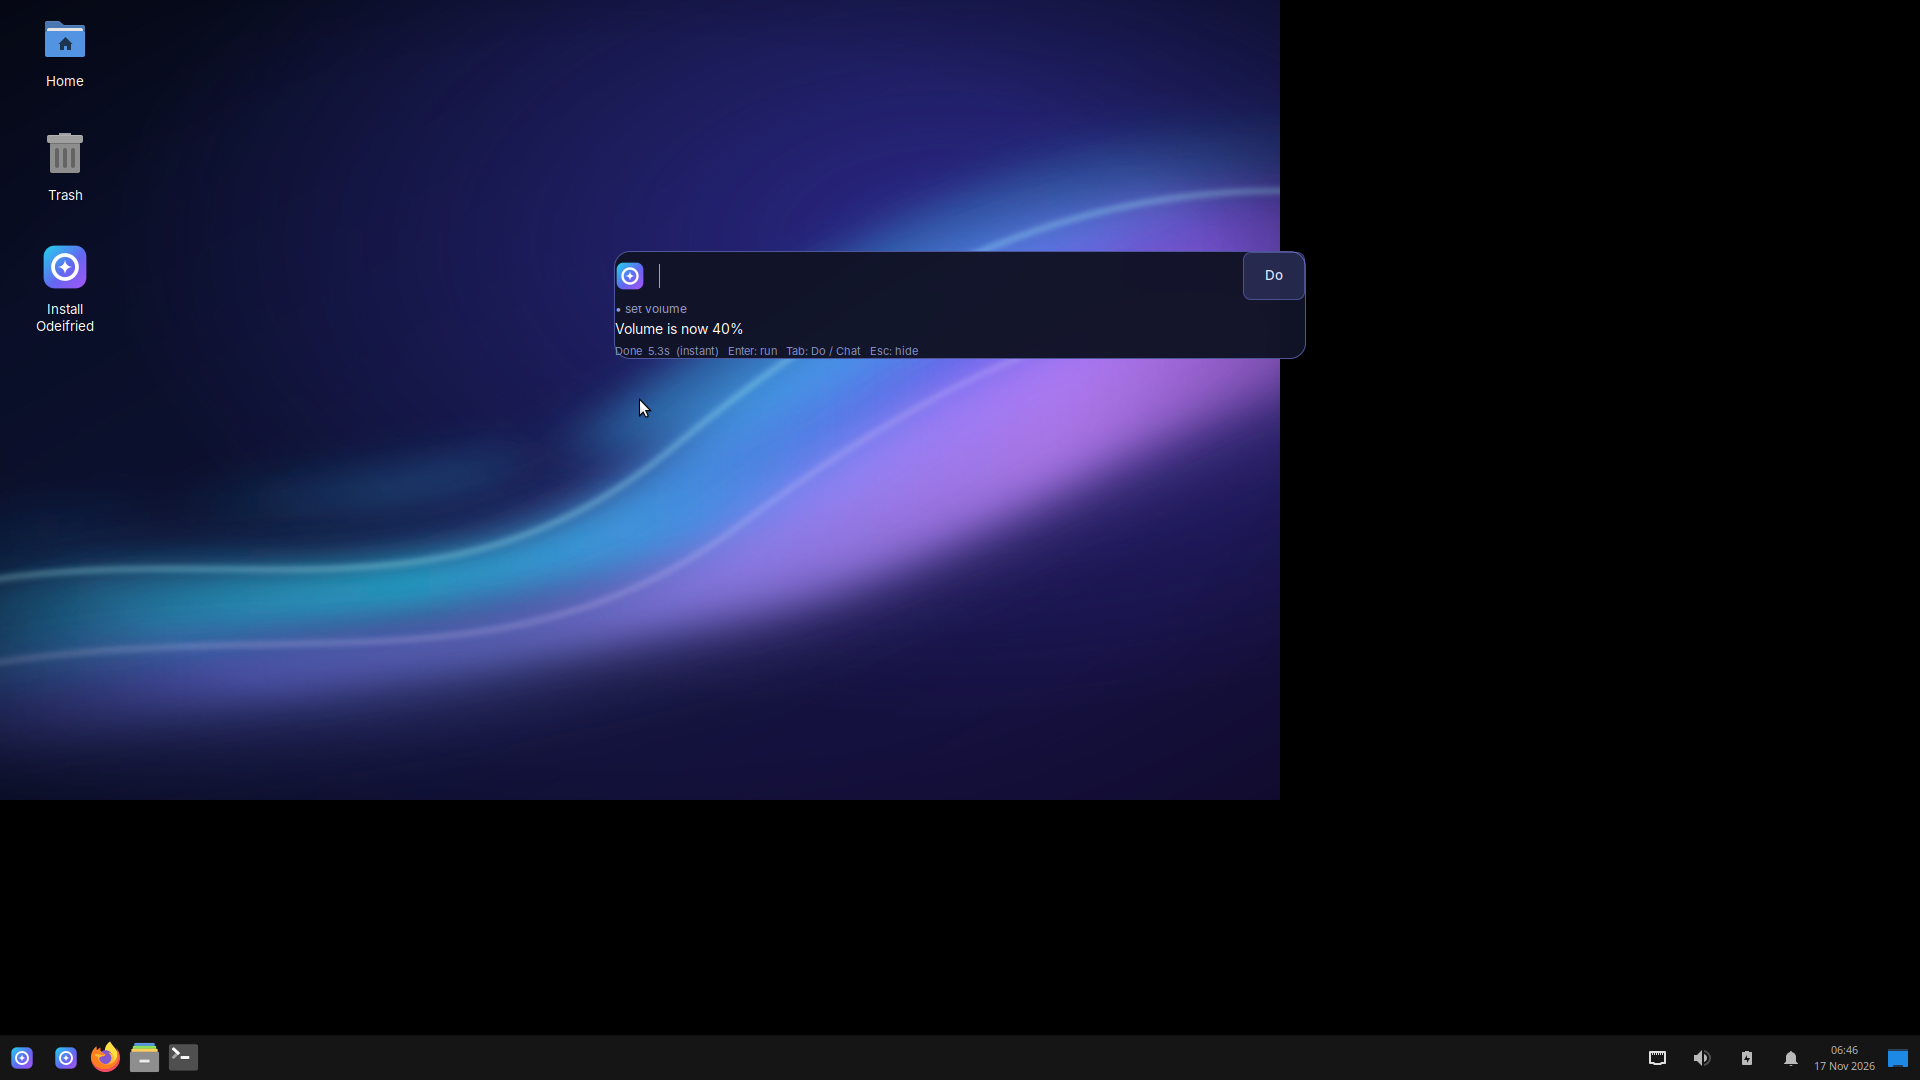 Home
Trash
Install
Odeifried
Do
• set volume
Volume is now 40%
Done 5.3s (instant) Enter: run Tab: Do / Chat Esc: hide
06:46
17 Nov 2026